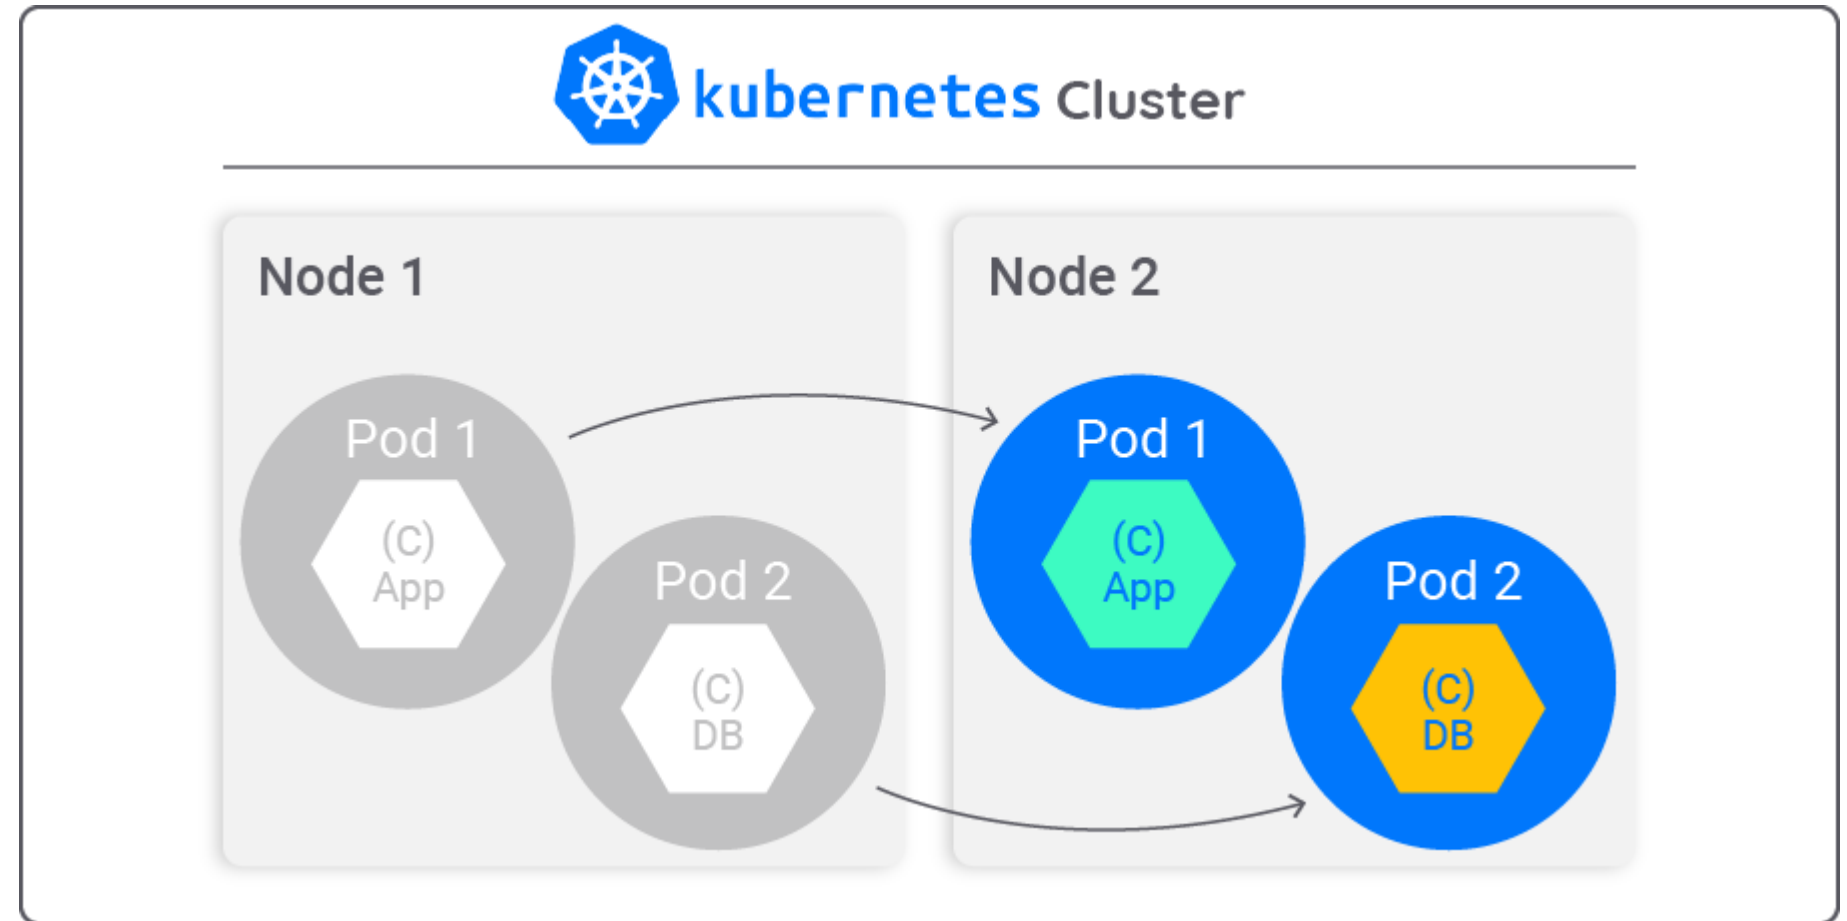 kubernetes Cluster
Node 1
Pod 1
(C)
App
Pod 2
(C)
DB
Node 2
Pod 1
(C)
App
Pod 2
(C)
DB